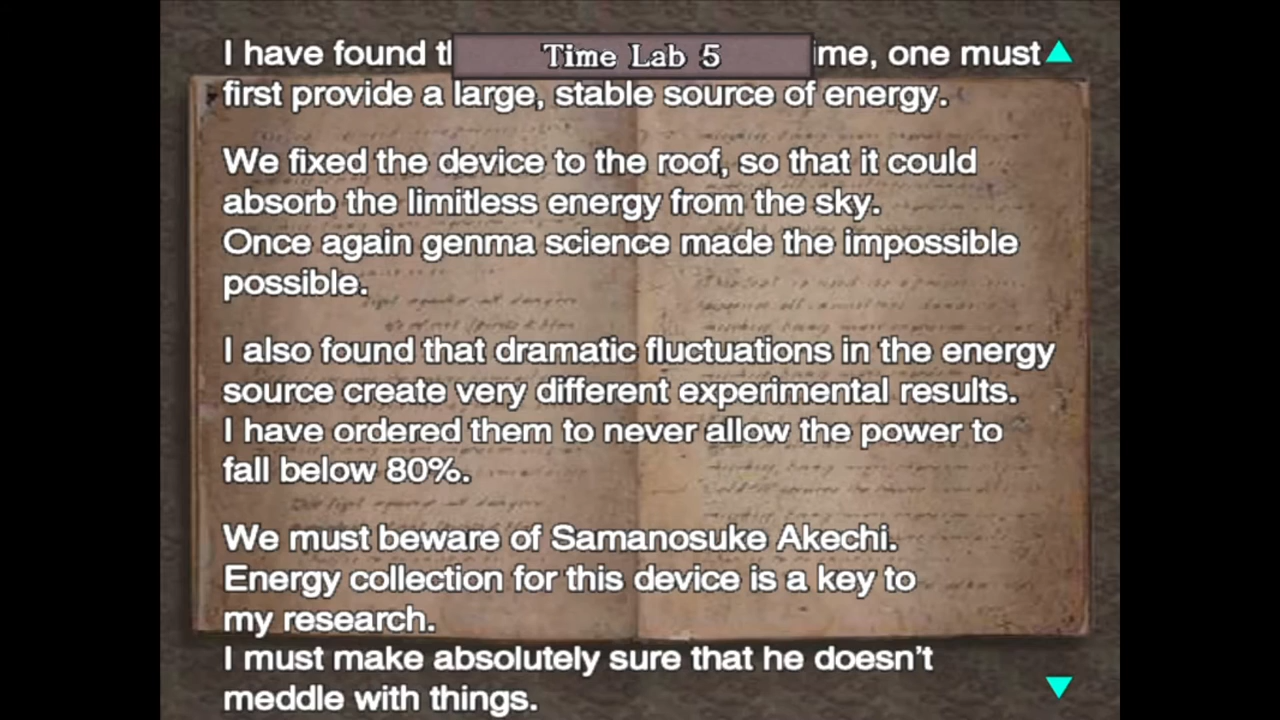 Time Lab 5
I have found ime, one must
first provide a large, stable source of energy.
We fixed the device to the roof, so that it could
absorb the limitless energy from the sky.
Once again genma science made the impossible
possible.
I also found that dramatic fluctuations in the energy
source create very different experimental results.
I have ordered them to never allow the power to
fall below 80%.
We must beware of Samanosuke Akechi.
Energy collection for this device is a key to
my research.
I must make absolutely sure that he doesn't
meddle with things.